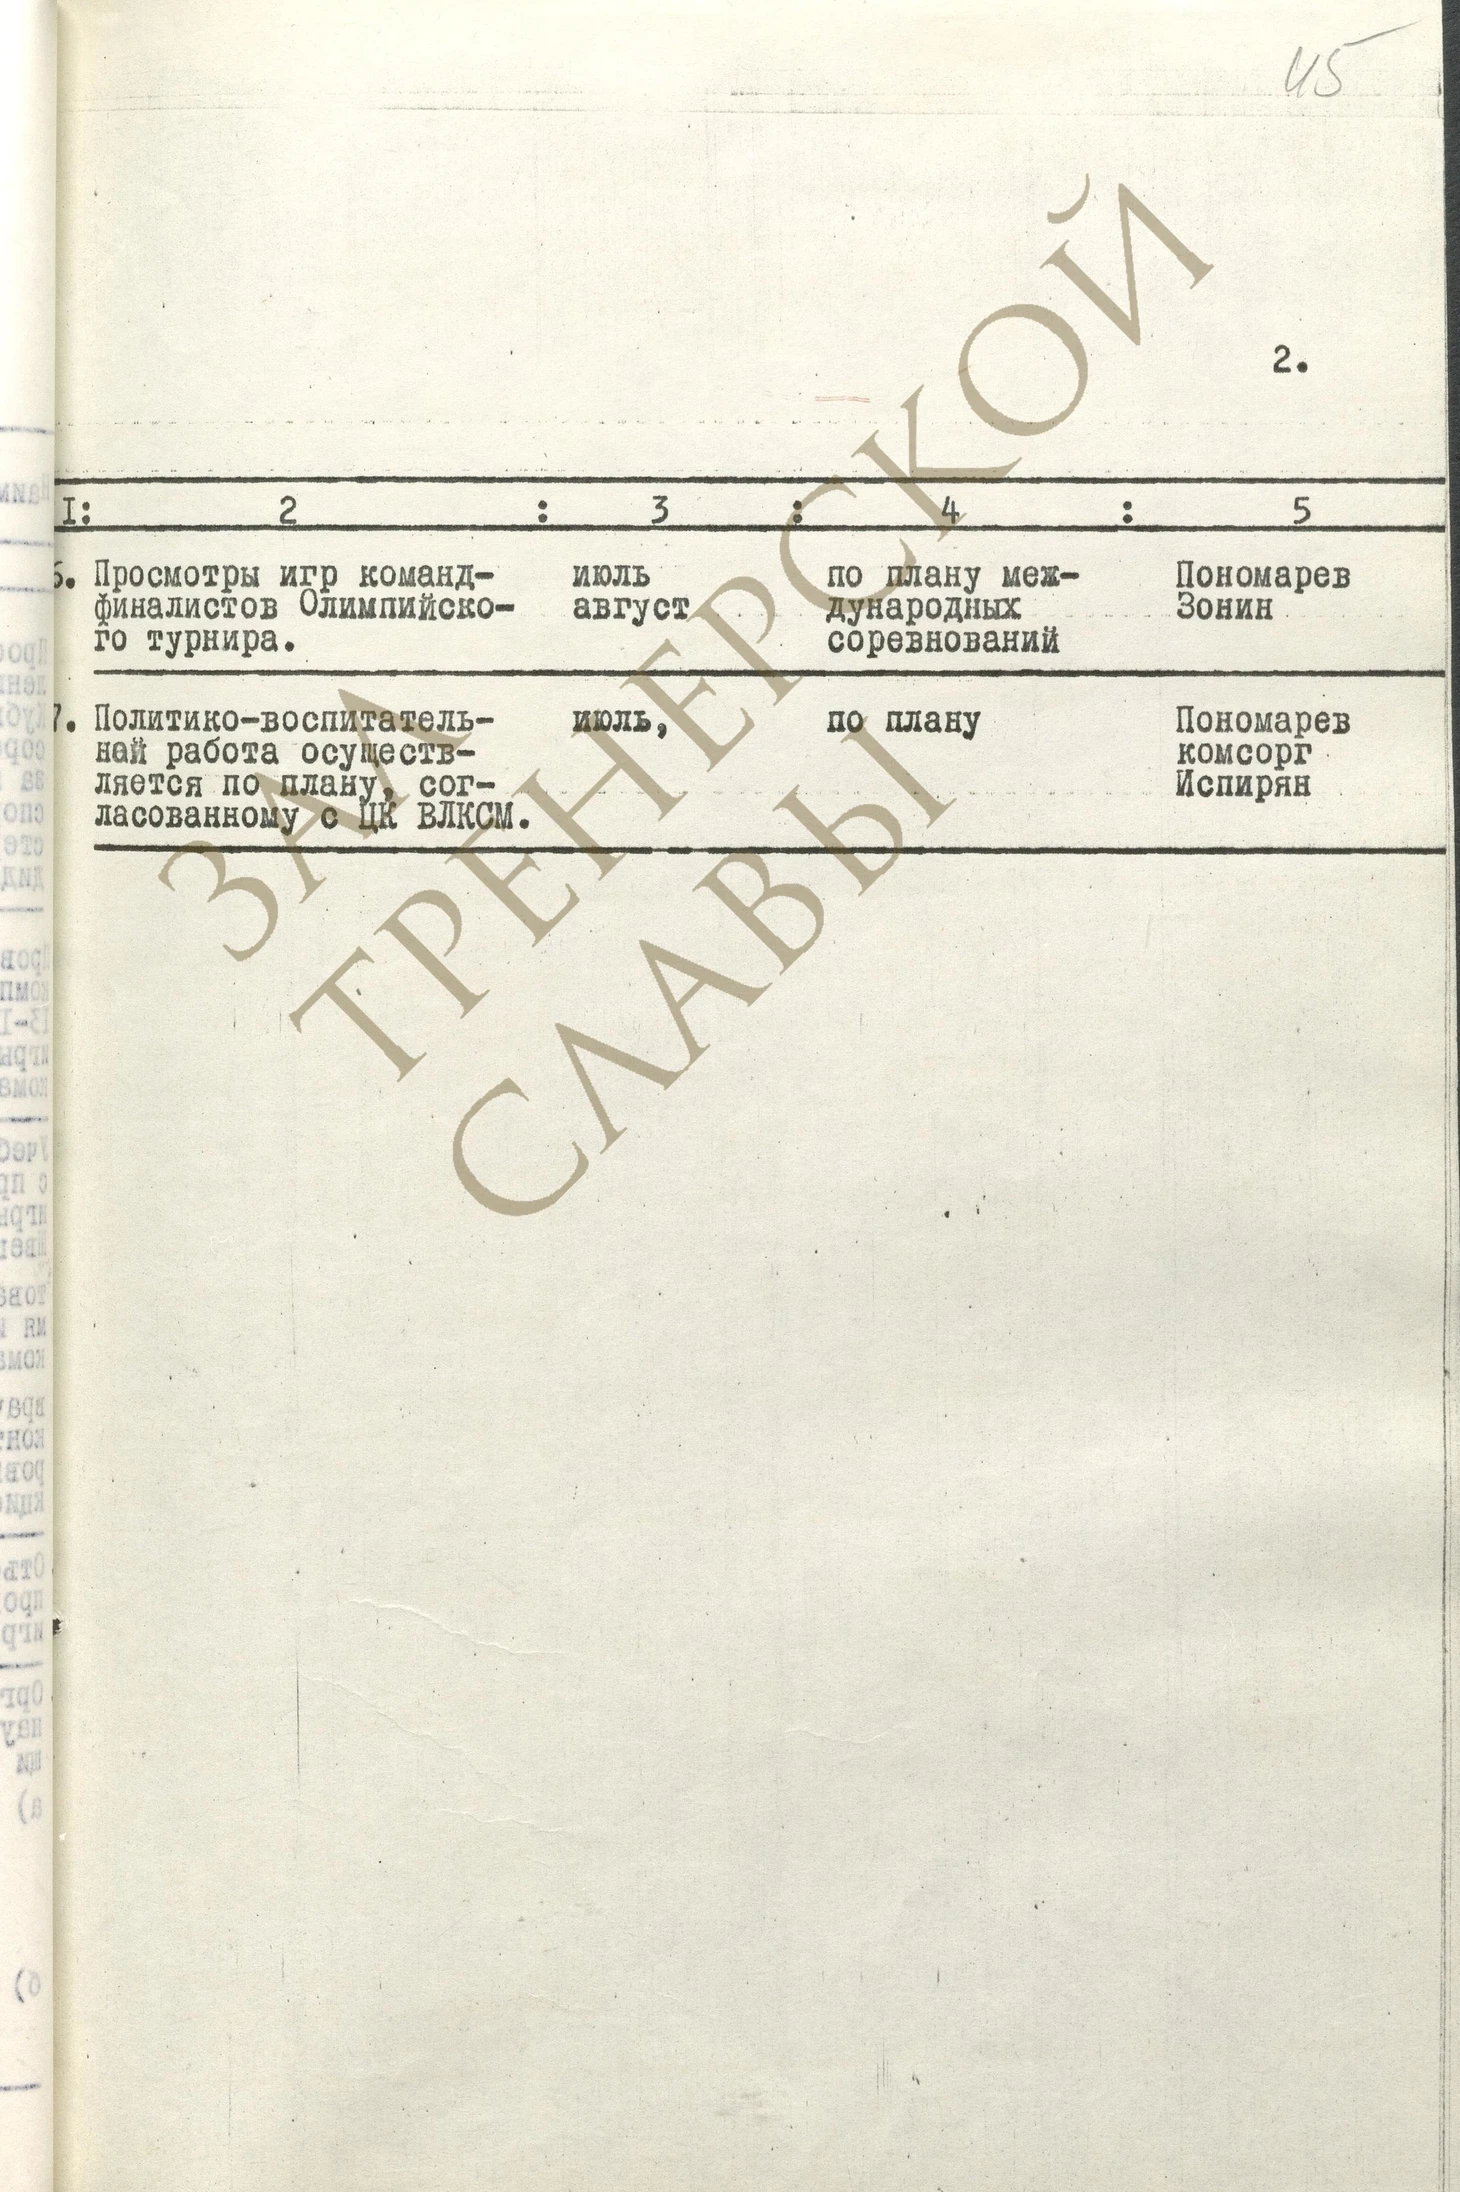 45
2.
I: 2 : 3 : 4 : 5
6. Просмотры игр команд- июль по плану меж- Пономарев
финалистов Олимпийско- август дународных Зонин
го турнира. соревнований
7. Политико-воспитатель- июль, по плану Пономарев
ной работа осуществ- комсорг
ляется по плану, сог- Испирян
ласованному с ЦК ВЛКСМ.
ЗАЛ
ТРЕНЕРСКОЙ
СЛАВЫ